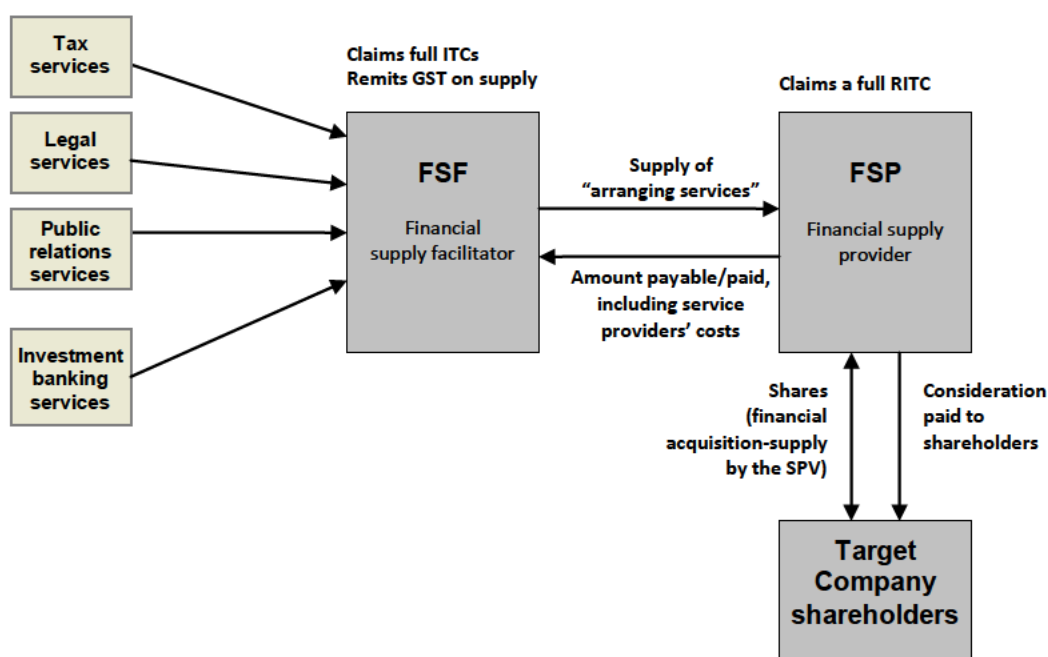 Tax
services
Legal
services
Public
relations
services
Investment
banking
services
Claims full ITCs
Remits GST on supply
FSF
Financial
supply facilitator
Supply of
“arranging services”
Amount payable/paid,
including service
providers’ costs
Claims a full RITC
FSP
Financial supply
provider
Shares
(financial
acquisition-supply
by the SPV)
Consideration
paid to
shareholders
Target
Company
shareholders